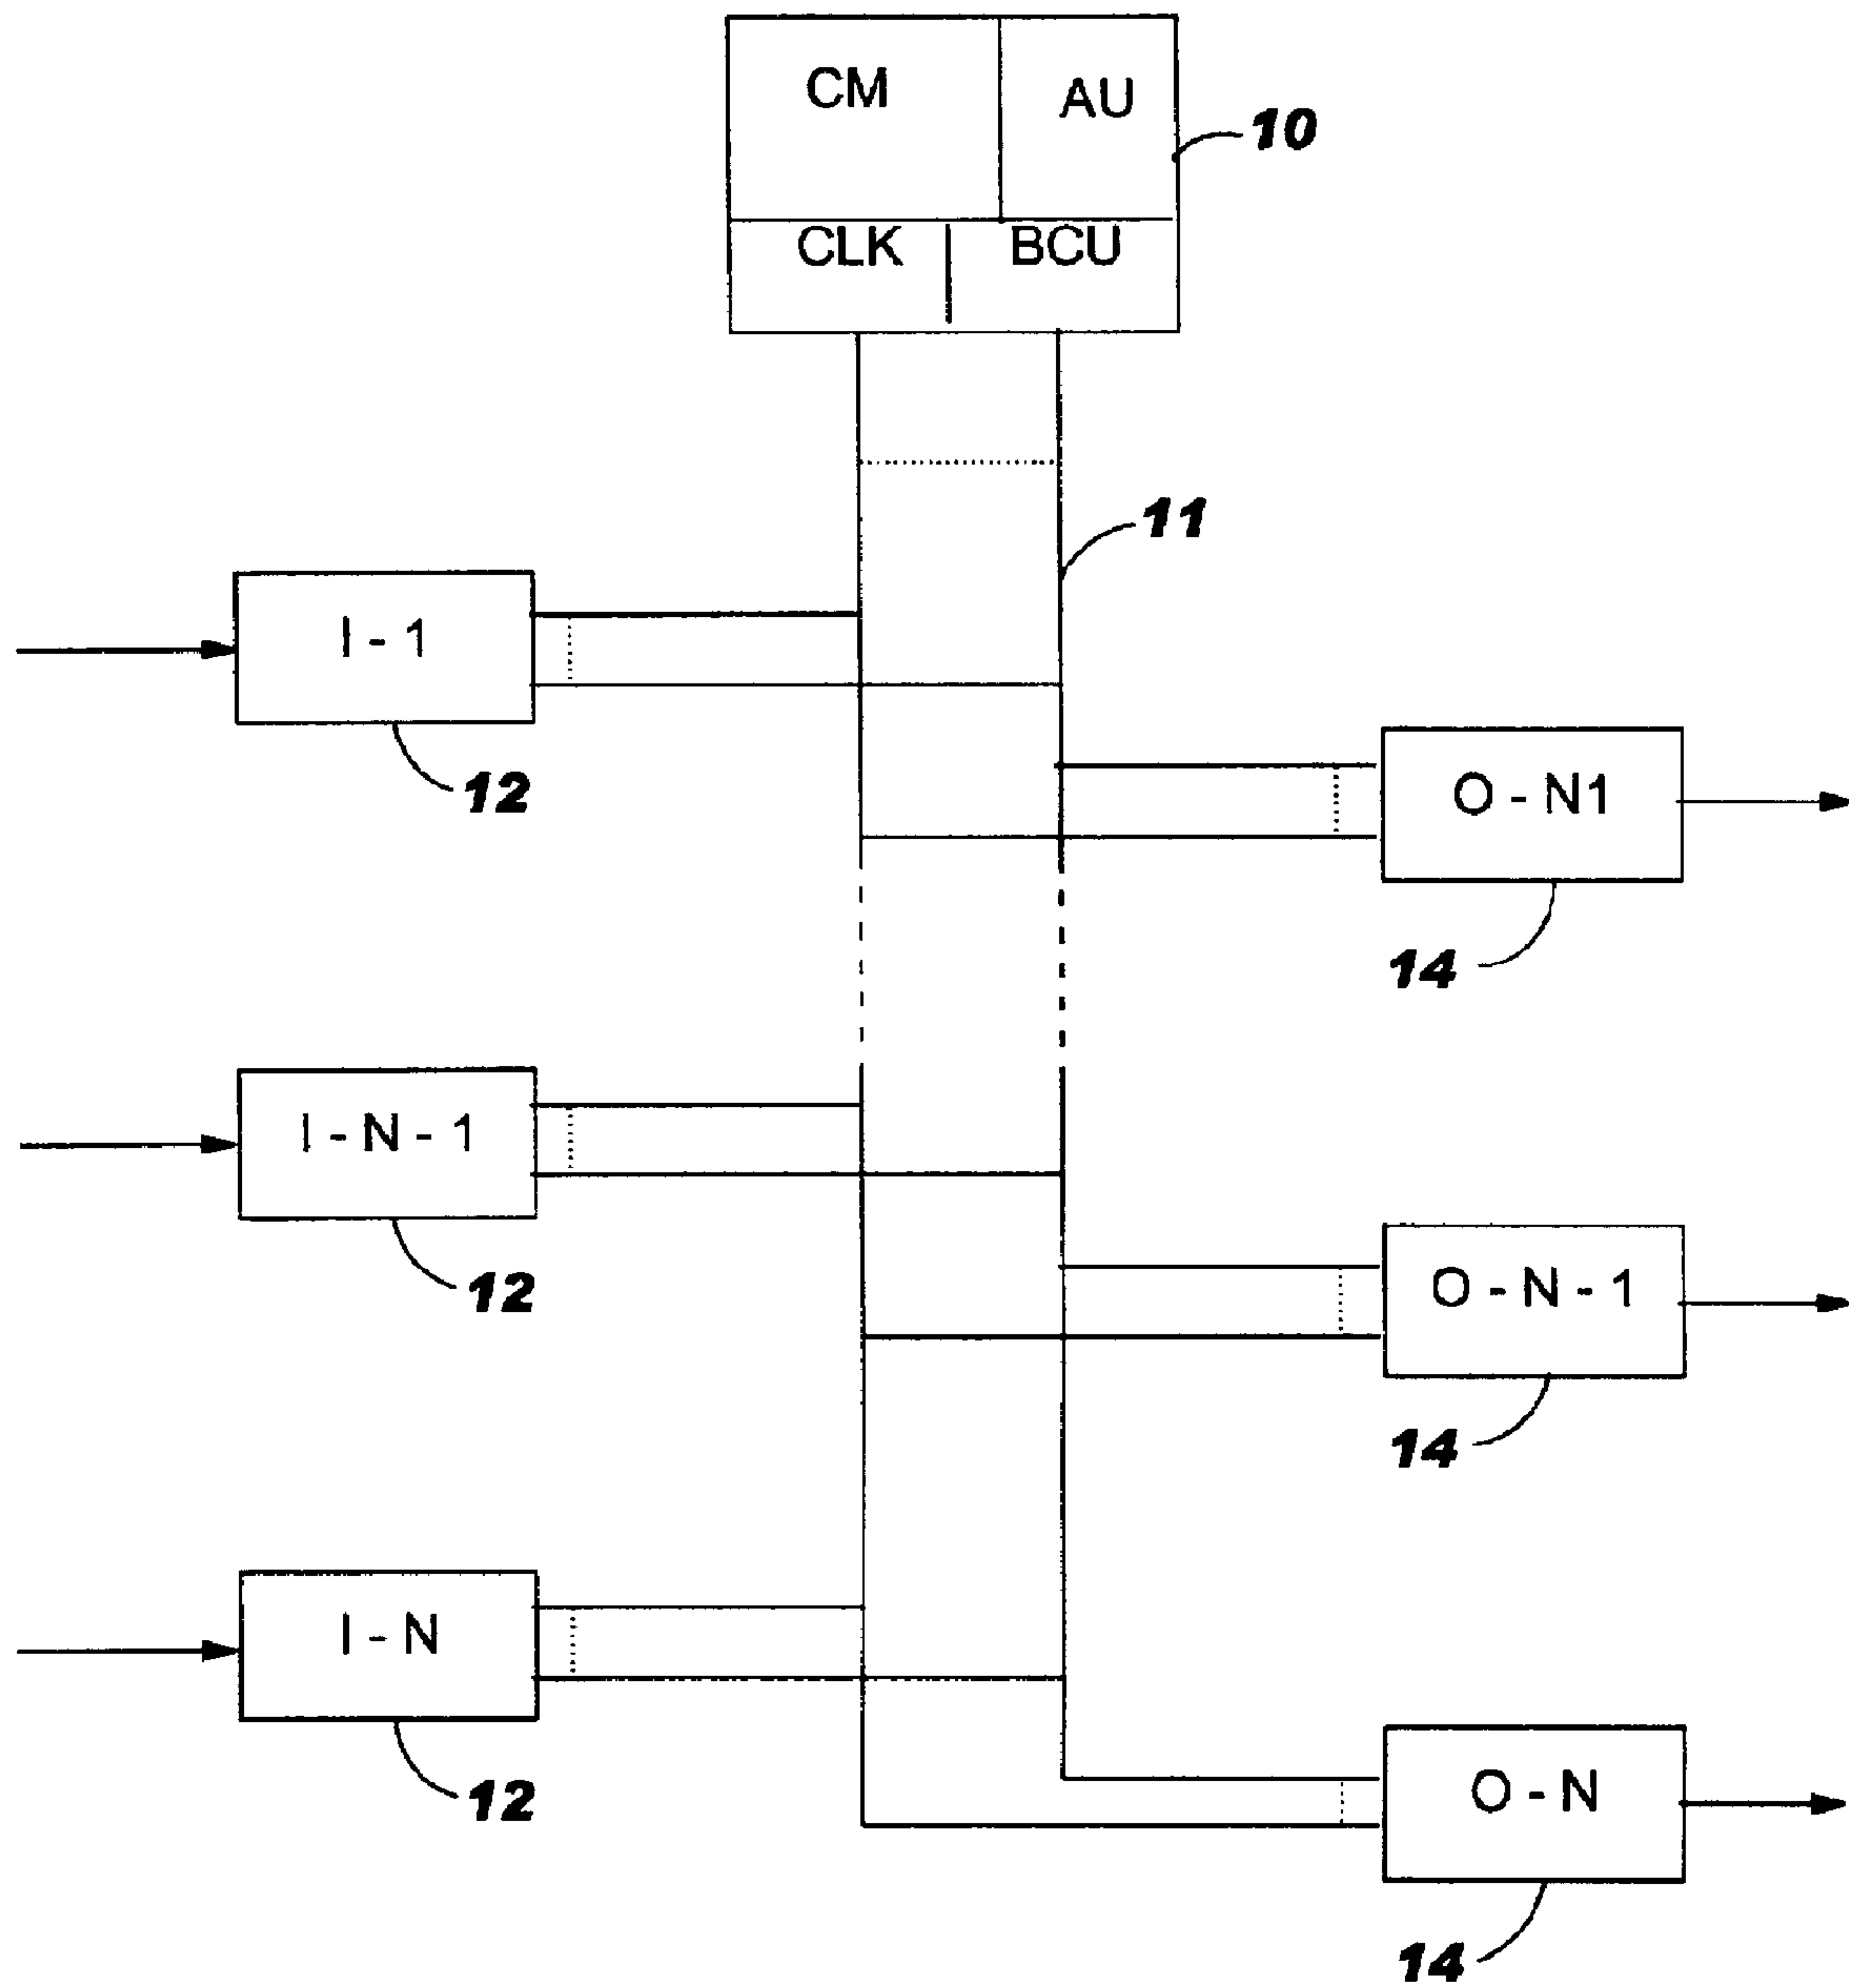 CM AU
10
CLK BCU
11
I - 1
12
O - N1
14
I - N - 1
12
O - N - 1
14
I - N
12
O - N
14